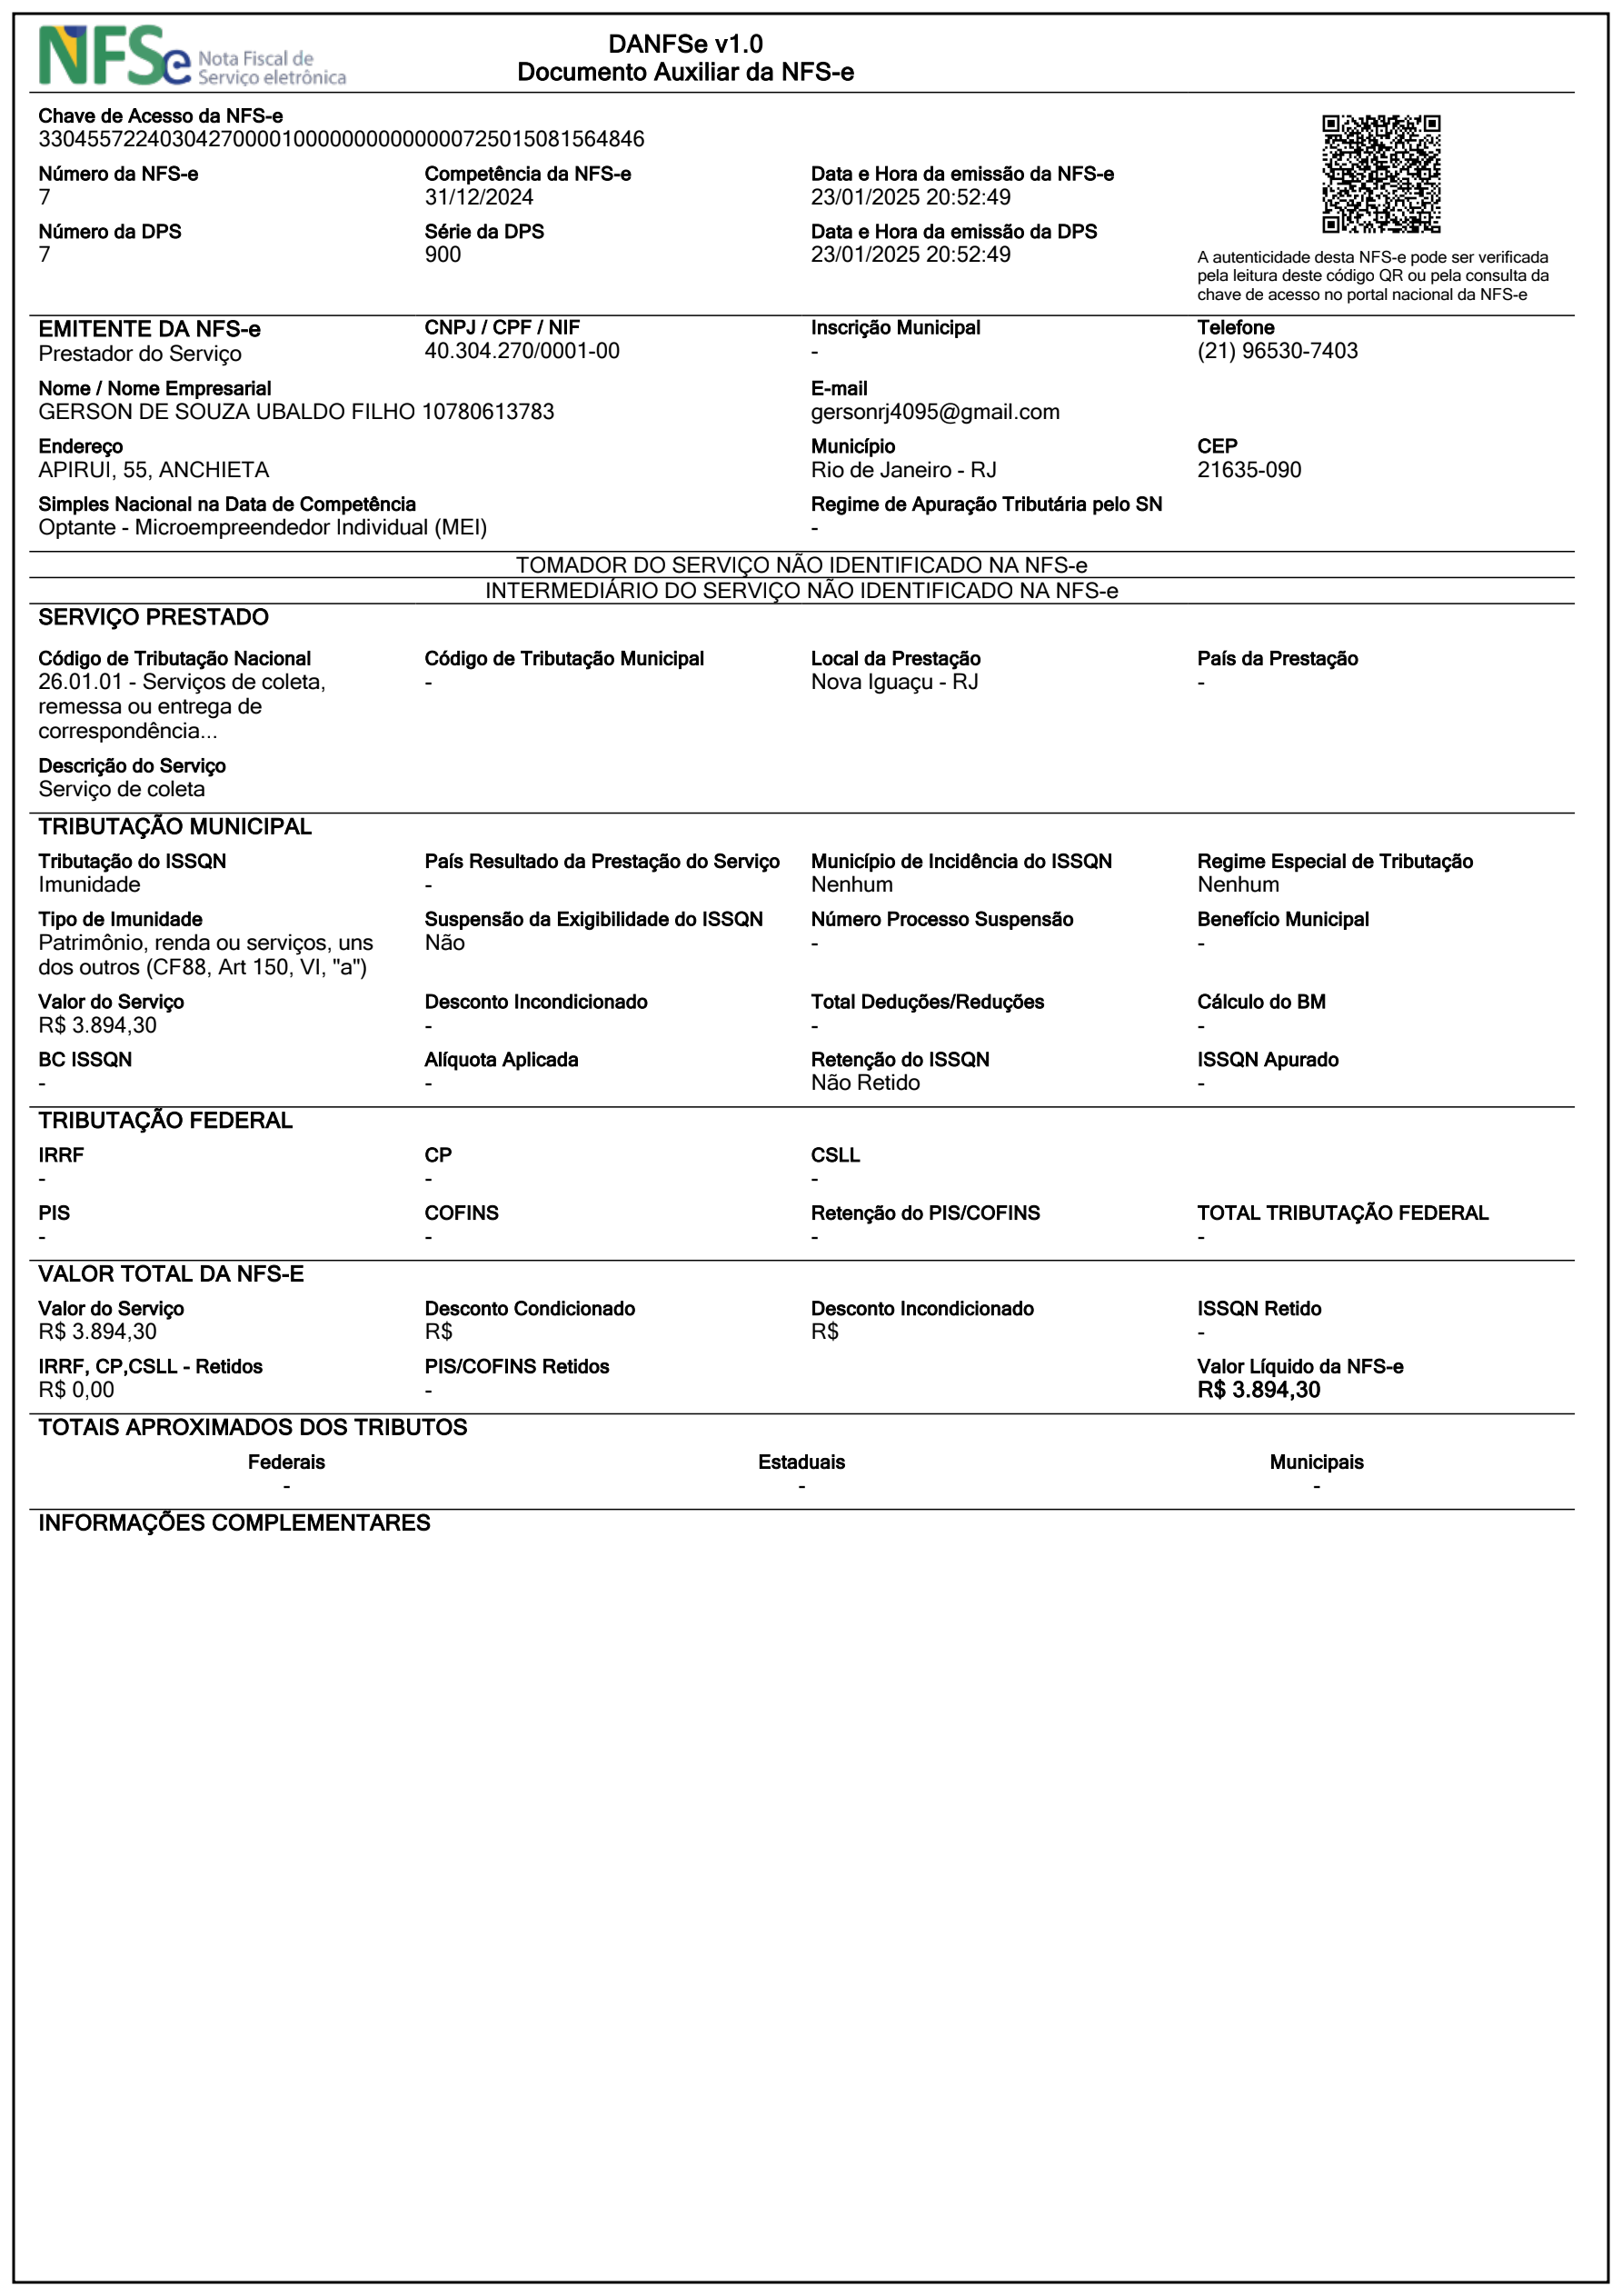 NFSe Nota Fiscal de
Serviço eletrônica
DANFSe v1.0
Documento Auxiliar da NFS-e
Chave de Acesso da NFS-e
33045572240304270000100000000000000725015081564846
Número da NFS-e
7
Competência da NFS-e
31/12/2024
Data e Hora da emissão da NFS-e
23/01/2025 20:52:49
Número da DPS
7
Série da DPS
900
Data e Hora da emissão da DPS
23/01/2025 20:52:49
A autenticidade desta NFS-e pode ser verificada
pela leitura deste código QR ou pela consulta da
chave de acesso no portal nacional da NFS-e
EMITENTE DA NFS-e
Prestador do Serviço
CNPJ / CPF / NIF
40.304.270/0001-00
Inscrição Municipal
-
Telefone
(21) 96530-7403
Nome / Nome Empresarial
GERSON DE SOUZA UBALDO FILHO 10780613783
E-mail
gersonrj4095@gmail.com
Endereço
APIRUI, 55, ANCHIETA
Município
Rio de Janeiro - RJ
CEP
21635-090
Simples Nacional na Data de Competência
Optante - Microempreendedor Individual (MEI)
Regime de Apuração Tributária pelo SN
-
TOMADOR DO SERVIÇO NÃO IDENTIFICADO NA NFS-e
INTERMEDIÁRIO DO SERVIÇO NÃO IDENTIFICADO NA NFS-e
SERVIÇO PRESTADO
Código de Tributação Nacional
26.01.01 - Serviços de coleta,
remessa ou entrega de
correspondência...
Código de Tributação Municipal
-
Local da Prestação
Nova Iguaçu - RJ
País da Prestação
-
Descrição do Serviço
Serviço de coleta
TRIBUTAÇÃO MUNICIPAL
Tributação do ISSQN
Imunidade
País Resultado da Prestação do Serviço
-
Município de Incidência do ISSQN
Nenhum
Regime Especial de Tributação
Nenhum
Tipo de Imunidade
Patrimônio, renda ou serviços, uns
dos outros (CF88, Art 150, VI, "a")
Suspensão da Exigibilidade do ISSQN
Não
Número Processo Suspensão
-
Benefício Municipal
-
Valor do Serviço
R$ 3.894,30
Desconto Incondicionado
-
Total Deduções/Reduções
-
Cálculo do BM
-
BC ISSQN
-
Alíquota Aplicada
-
Retenção do ISSQN
Não Retido
ISSQN Apurado
-
TRIBUTAÇÃO FEDERAL
IRRF
-
CP
-
CSLL
-
PIS
-
COFINS
-
Retenção do PIS/COFINS
-
TOTAL TRIBUTAÇÃO FEDERAL
-
VALOR TOTAL DA NFS-E
Valor do Serviço
R$ 3.894,30
Desconto Condicionado
R$
Desconto Incondicionado
R$
ISSQN Retido
-
IRRF, CP,CSLL - Retidos
R$ 0,00
PIS/COFINS Retidos
-
Valor Líquido da NFS-e
R$ 3.894,30
TOTAIS APROXIMADOS DOS TRIBUTOS
Federais
-
Estaduais
-
Municipais
-
INFORMAÇÕES COMPLEMENTARES